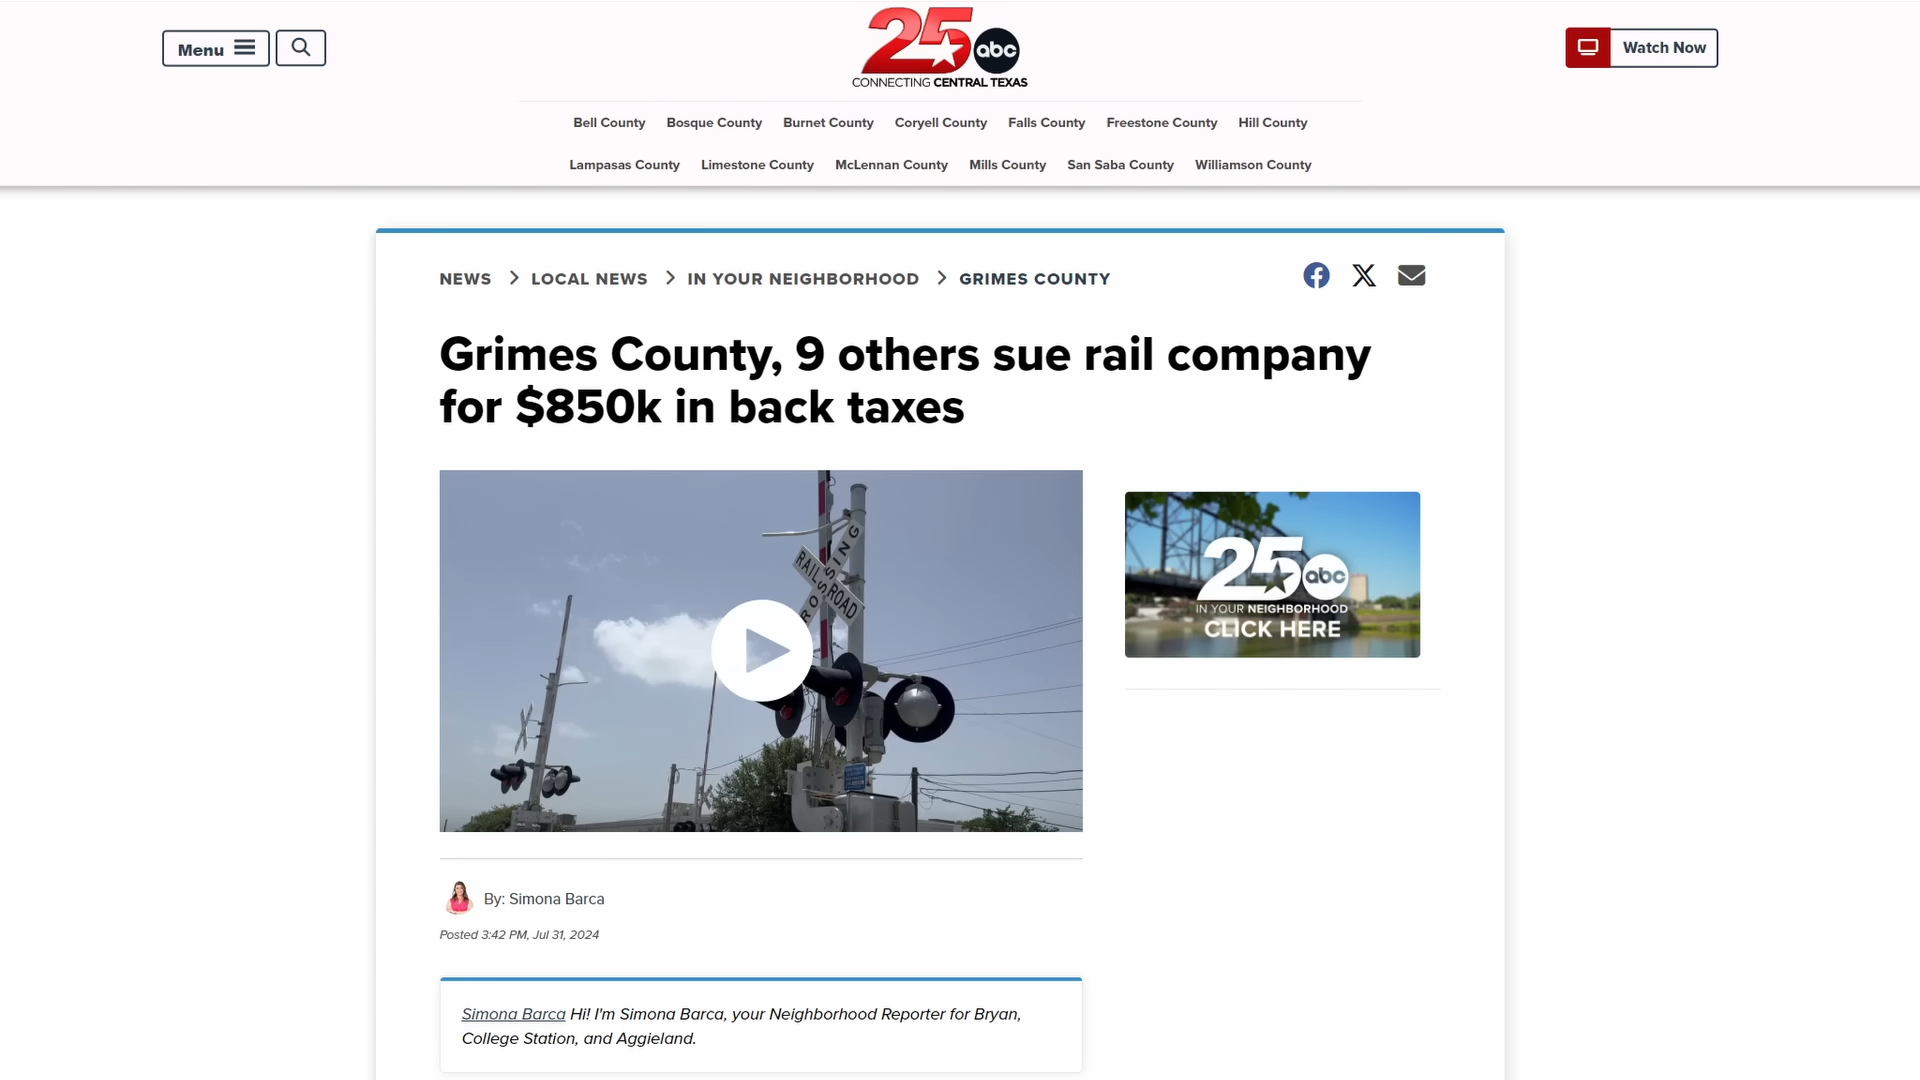 Menu
25 abc
CONNECTING CENTRAL TEXAS
Watch Now
Bell County Bosque County Burnet County Coryell County Falls County Freestone County Hill County
Lampasas County Limestone County McLennan County Mills County San Saba County Williamson County
NEWS LOCAL NEWS IN YOUR NEIGHBORHOOD GRIMES COUNTY
Grimes County, 9 others sue rail company
for $850k in back taxes
RAILROAD
CROSSING
25 abc
IN YOUR NEIGHBORHOOD
CLICK HERE
By: Simona Barca
Posted 3:42 PM, Jul 31, 2024
Simona Barca Hi! I'm Simona Barca, your Neighborhood Reporter for Bryan,
College Station, and Aggieland.